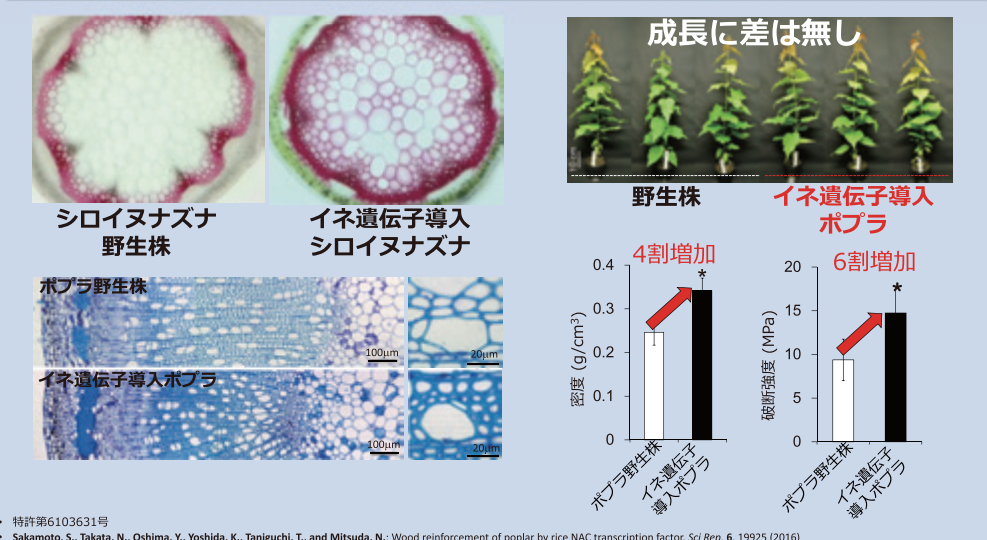 シロイヌナズナ
野生株
イネ遺伝子導入
シロイヌナズナ
ポプラ野生株
100μm
20μm
イネ遺伝子導入ポプラ
100μm
20μm
成長に差は無し
野生株
イネ遺伝子導入
ポプラ
4割増加
*
0.4
0.3
0.2
0.1
0
密度 (g/cm³)
ポプラ野生株
イネ遺伝子
導入ポプラ
6割増加
*
20
15
10
5
0
破断強度 (MPa)
ポプラ野生株
イネ遺伝子
導入ポプラ
• 特許第6103631号
• Sakamoto, S., Takata, N., Oshima, Y., Yoshida, K., Taniguchi, T., and Mitsuda, N.: Wood reinforcement of poplar by rice NAC transcription factor. Sci Rep. 6, 19925 (2016)